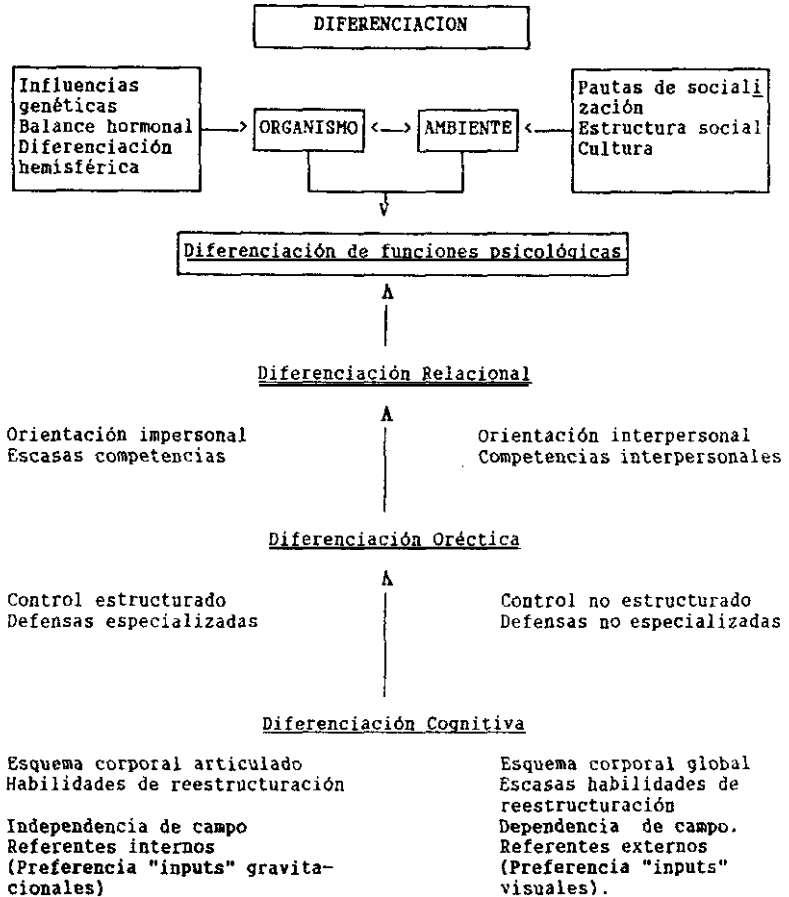 DIFERENCIACION
Influencias
genéticas
Balance hormonal
Diferenciación
hemisférica
ORGANISMO
AMBIENTE
Pautas de sociali
zación
Estructura social
Cultura
Diferenciación de funciones psicológicas
Diferenciación Relacional
Orientación impersonal
Escasas competencias
Orientación interpersonal
Competencias interpersonales
Diferenciación Oréctica
Control estructurado
Defensas especializadas
Control no estructurado
Defensas no especializadas
Diferenciación Cognitiva
Esquema corporal articulado
Habilidades de reestructuración
Independencia de campo
Referentes internos
(Preferencia "inputs" gravita-
cionales)
Esquema corporal global
Escasas habilidades de
reestructuración
Dependencia de campo.
Referentes externos
(Preferencia "inputs"
visuales).